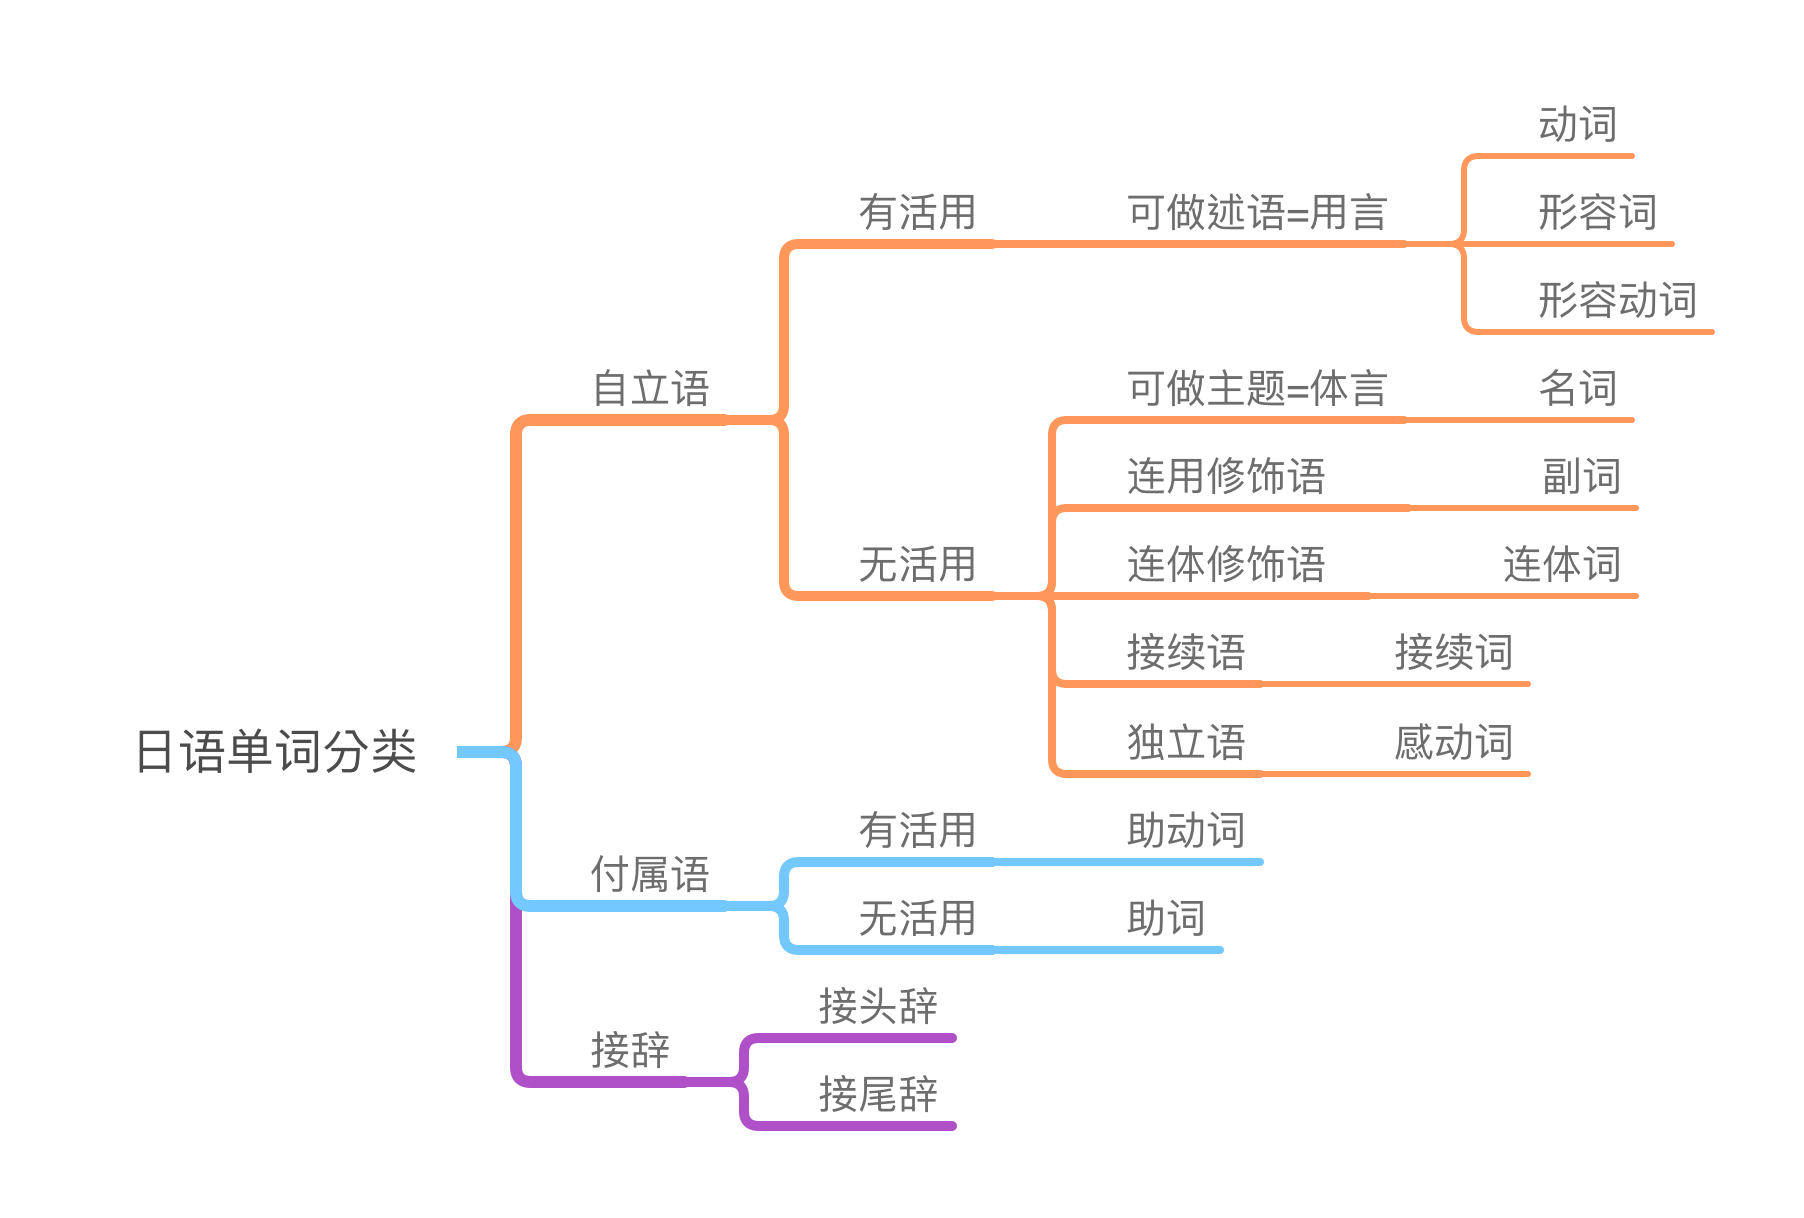 日语单词分类
自立语
有活用
可做述语=用言
动词
形容词
形容动词
无活用
可做主题=体言
名词
连用修饰语
副词
连体修饰语
连体词
接续语
接续词
独立语
感动词
付属语
有活用
助动词
无活用
助词
接辞
接头辞
接尾辞